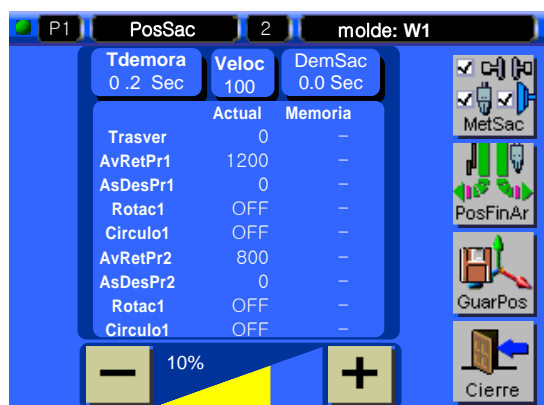 P1 PosSac 2 molde: W1
Tdemora Veloc DemSac
0 .2 Sec 100 0.0 Sec
Actual Memoria
Trasver 0 –
AvRetPr1 1200 –
AsDesPr1 0 –
Rotac1 OFF –
Circulo1 OFF –
AvRetPr2 800 –
AsDesPr2 0 –
Rotac1 OFF –
Circulo1 OFF –
10%
MetSac
PosFinAr
GuarPos
Cierre